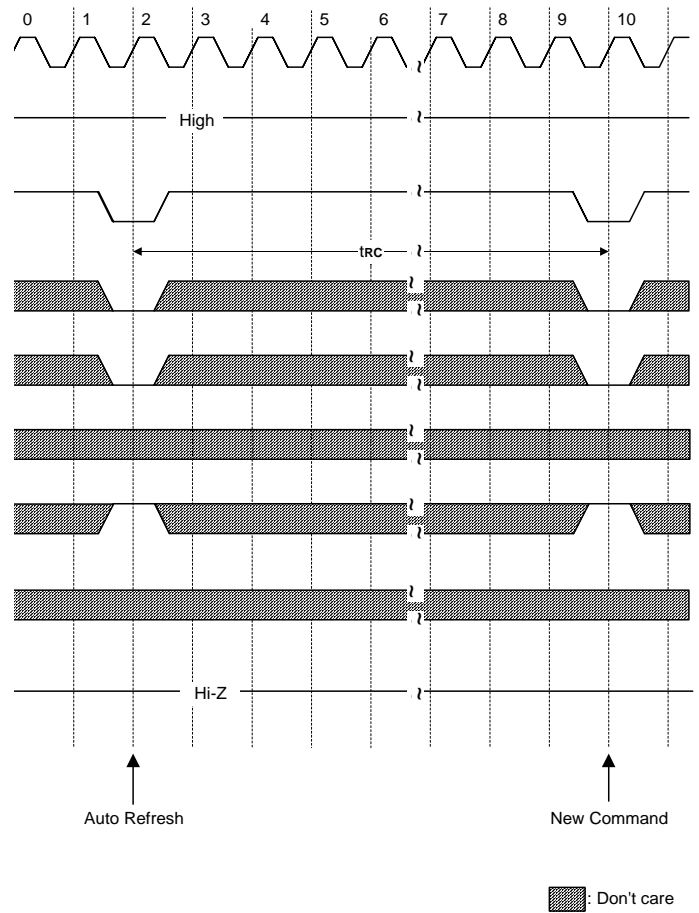 0 1 2 3 4 5 6 7 8 9 10
High
tRC
Hi-Z
Auto Refresh New Command
: Don't care